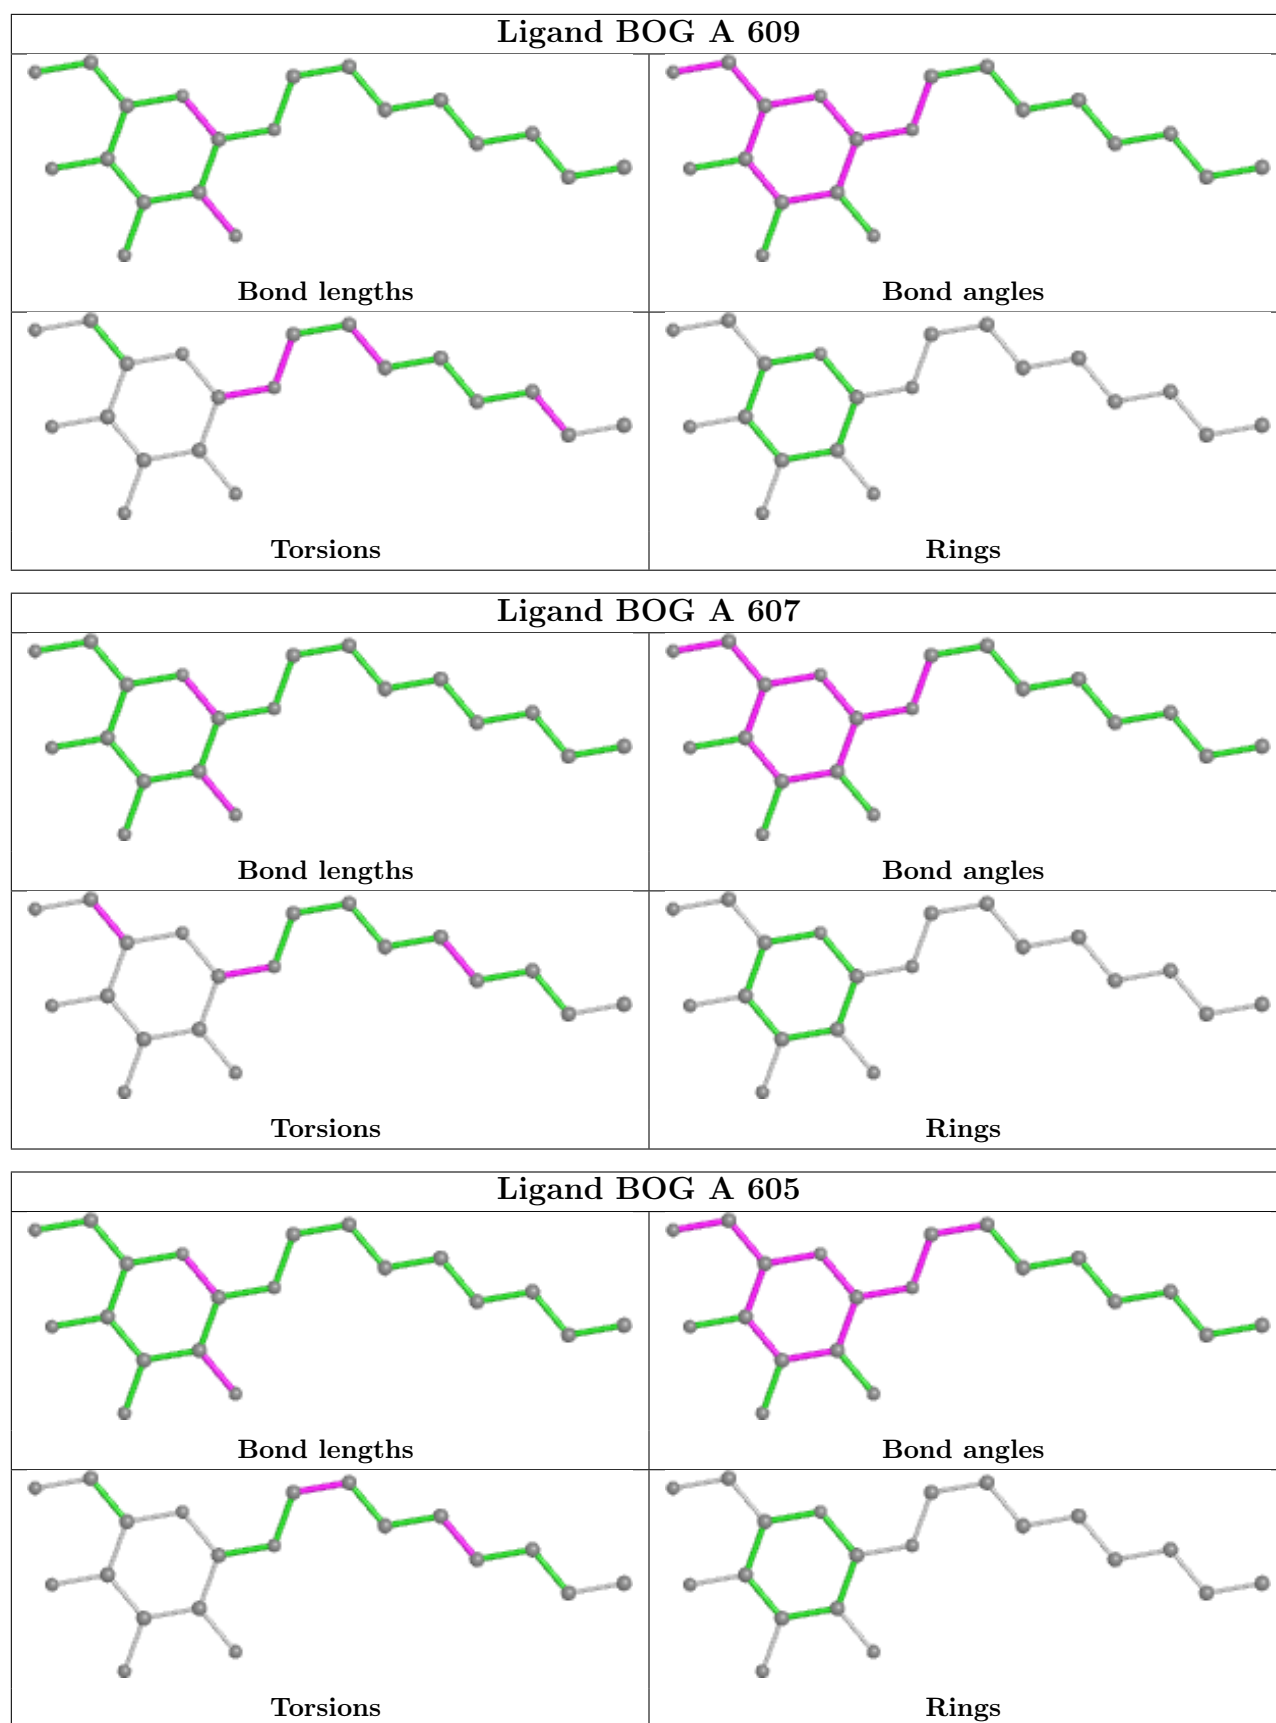 Ligand BOG A 609
Bond lengths
Bond angles
Torsions
Rings
Ligand BOG A 607
Bond lengths
Bond angles
Torsions
Rings
Ligand BOG A 605
Bond lengths
Bond angles
Torsions
Rings